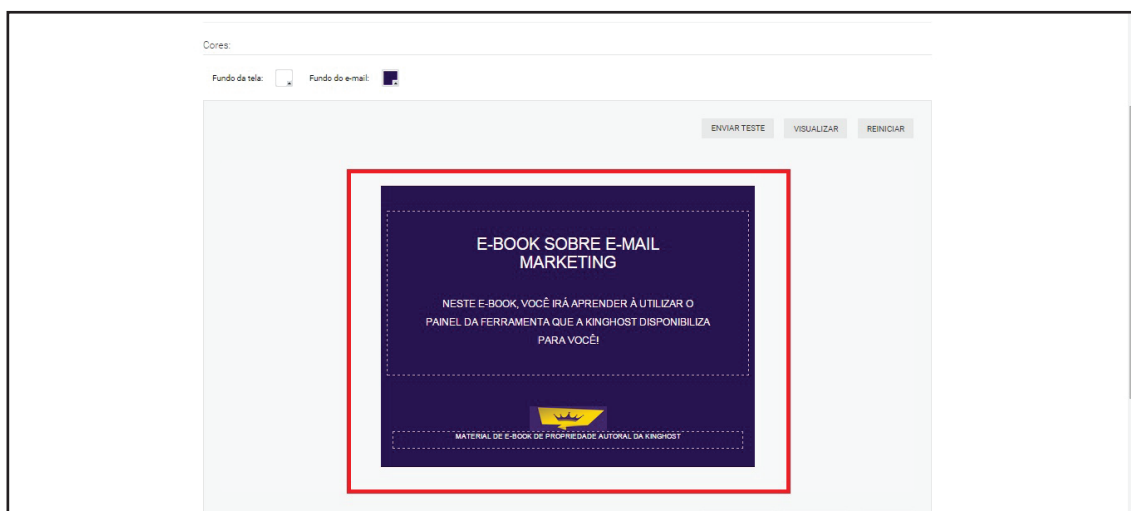 Cores:
Fundo da tela: Fundo do e-mail:
ENVIAR TESTE VISUALIZAR REINICIAR
E-BOOK SOBRE E-MAIL
MARKETING
NESTE E-BOOK, VOCÊ IRÁ APRENDER À UTILIZAR O
PAINEL DA FERRAMENTA QUE A KINGHOST DISPONIBILIZA
PARA VOCÊ!
MATERIAL DE E-BOOK DE PROPRIEDADE AUTORAL DA KINGHOST